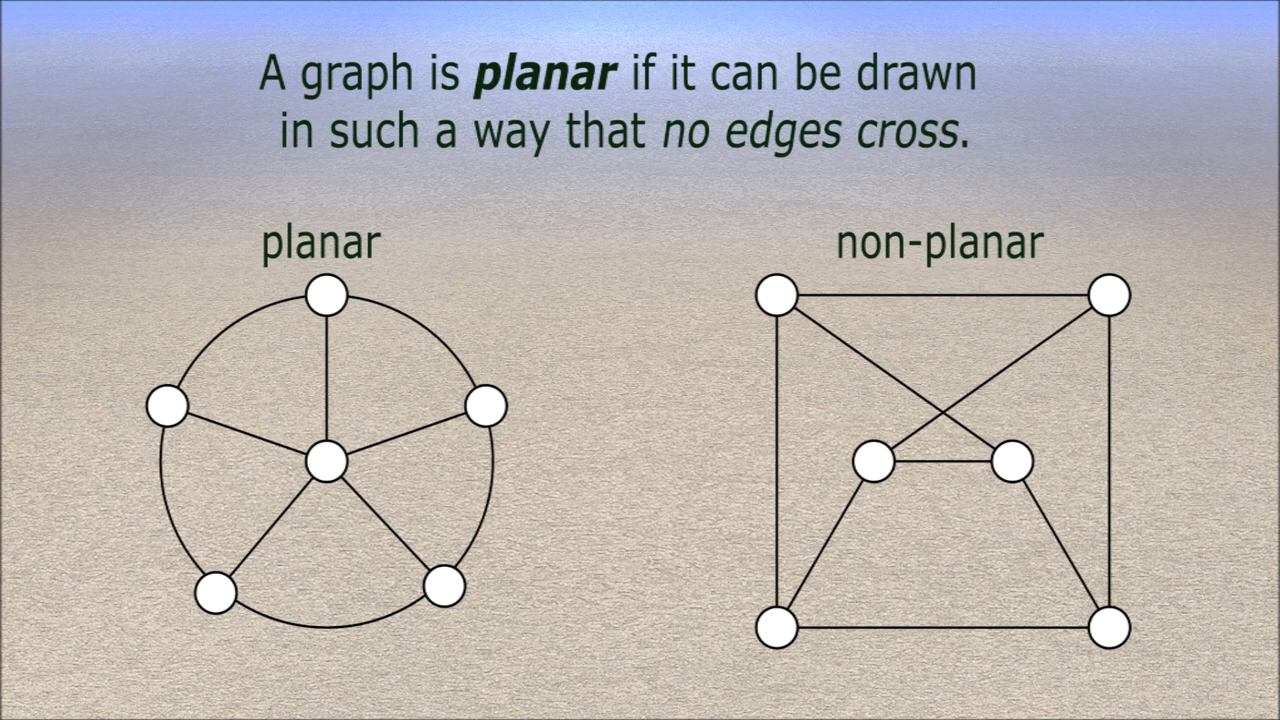 A graph is planar if it can be drawn
in such a way that no edges cross.
planar
non-planar